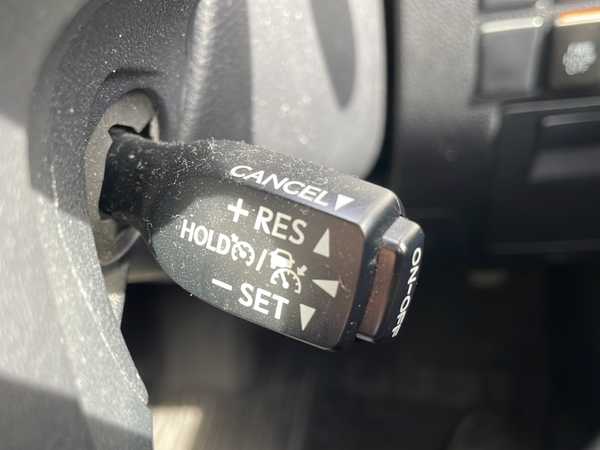 CANCEL▼
+ RES ▲
HOLD /
− SET ▼
ON-OFF